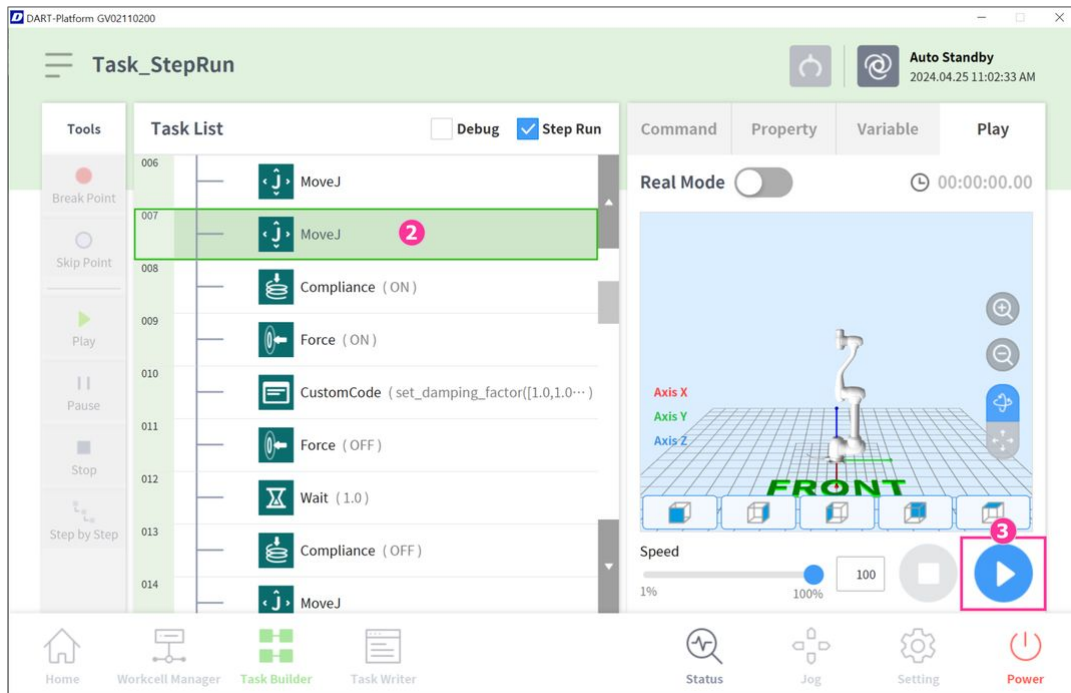 DART-Platform GV02110200
Task_StepRun
Auto Standby
2024.04.25 11:02:33 AM
Tools
Task List
Debug
Step Run
Command
Property
Variable
Play
Break Point
Skip Point
Play
Pause
Stop
Step by Step
006
MoveJ
007
MoveJ
2
008
Compliance (ON)
009
Force (ON)
010
CustomCode (set_damping_factor([1.0,1.0···)
011
Force (OFF)
012
Wait (1.0)
013
Compliance (OFF)
014
MoveJ
Real Mode
00:00:00.00
Axis X
Axis Y
Axis Z
FRONT
3
Speed
1%
100%
100
Home
Workcell Manager
Task Builder
Task Writer
Status
Jog
Setting
Power